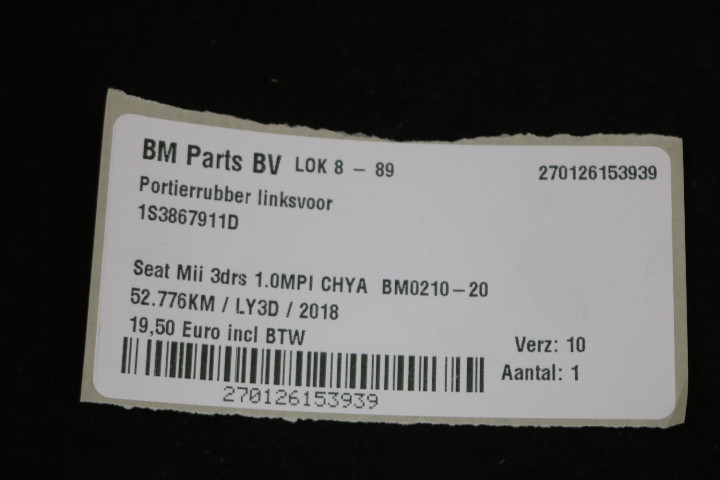 BM Parts BV LOK 8 – 89 270126153939
Portierrubber linksvoor
1S3867911D
Seat Mii 3drs 1.0MPI CHYA BM0210–20
52.776KM / LY3D / 2018
19,50 Euro incl BTW
Verz: 10
Aantal: 1
270126153939